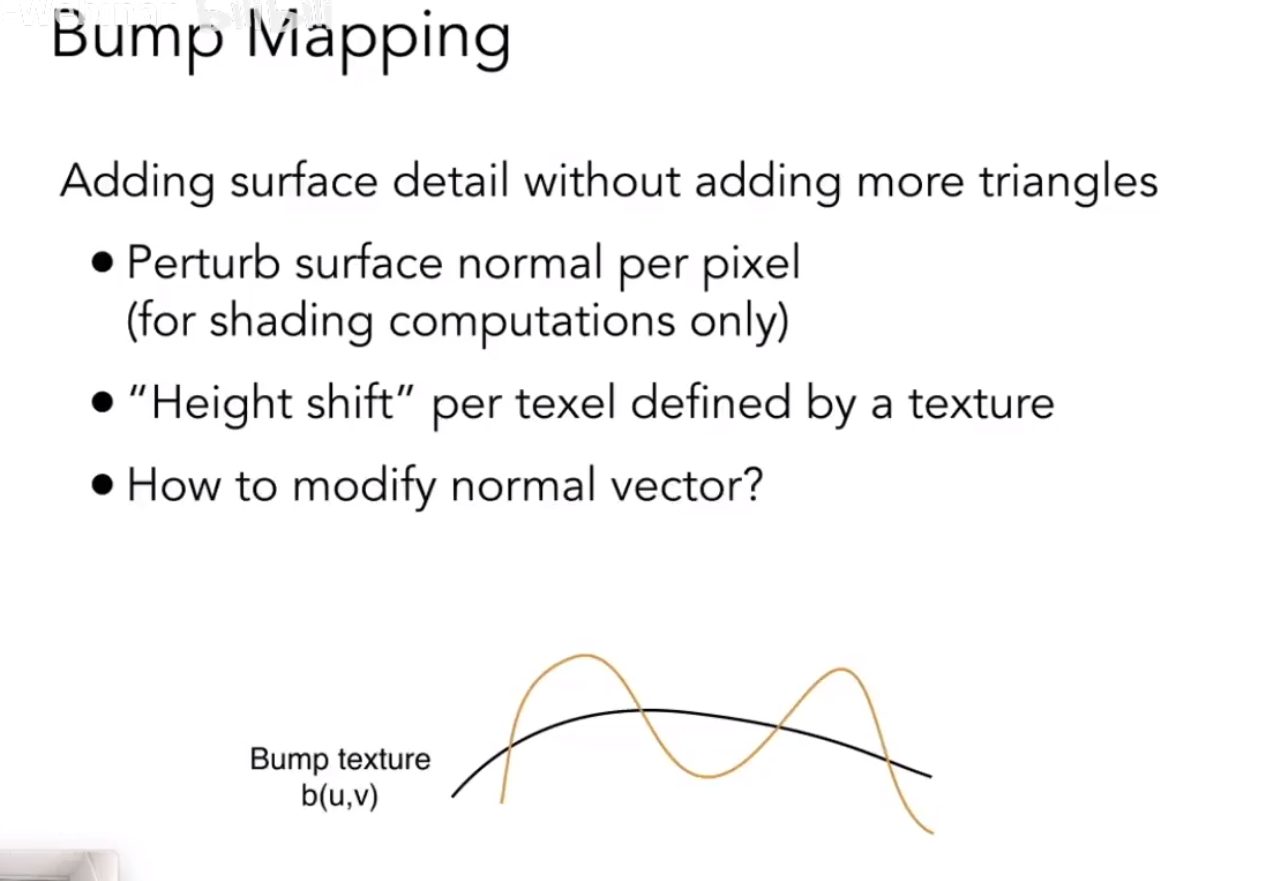 Bump Mapping
Adding surface detail without adding more triangles
● Perturb surface normal per pixel
(for shading computations only)
● “Height shift” per texel defined by a texture
● How to modify normal vector?
Bump texture
b(u,v)